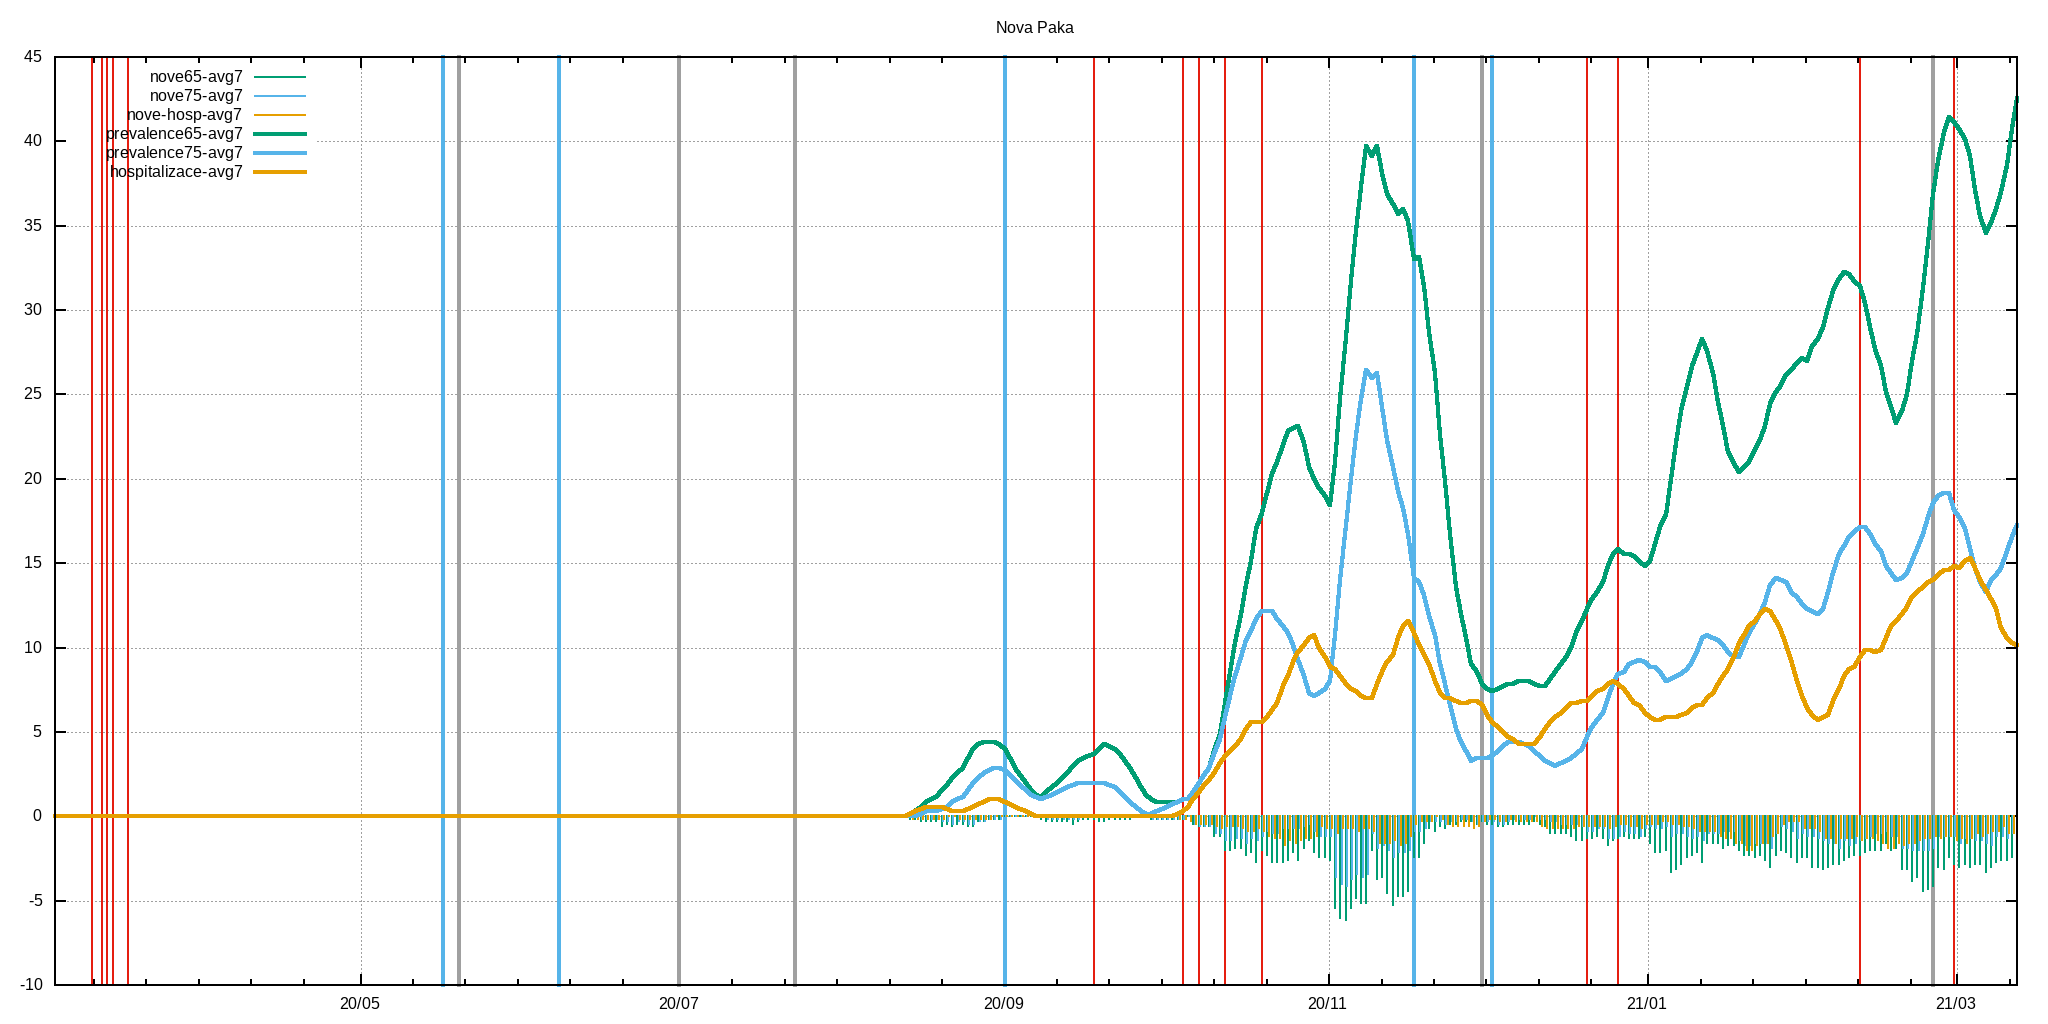 Nova Paka
45
nove65-avg7
nove75-avg7
nove-hosp-avg7
prevalence65-avg7
prevalence75-avg7
hospitalizace-avg7
40
35
30
25
20
15
10
5
0
-5
-10
20/05 20/07 20/09 20/11 21/01 21/03